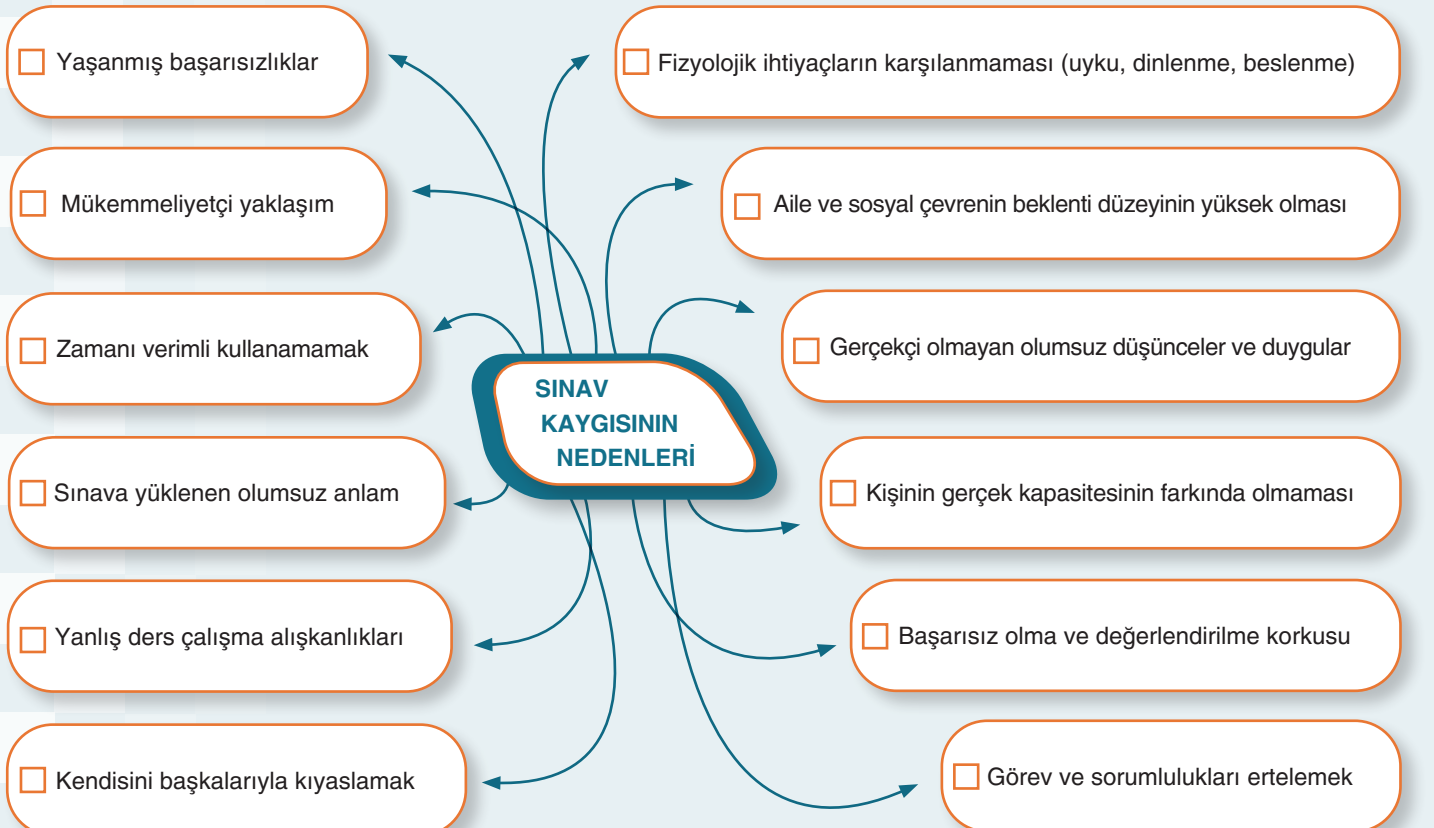 Yaşanmış başarısızlıklar
Fizyolojik ihtiyaçların karşılanmaması (uyku, dinlenme, beslenme)
Mükemmeliyetçi yaklaşım
Aile ve sosyal çevrenin beklenti düzeyinin yüksek olması
Zamanı verimli kullanamamak
Gerçekçi olmayan olumsuz düşünceler ve duygular
SINAV
KAYGISININ
NEDENLERİ
Sınava yüklenen olumsuz anlam
Kişinin gerçek kapasitesinin farkında olmaması
Yanlış ders çalışma alışkanlıkları
Başarısız olma ve değerlendirilme korkusu
Kendisini başkalarıyla kıyaslamak
Görev ve sorumlulukları ertelemek